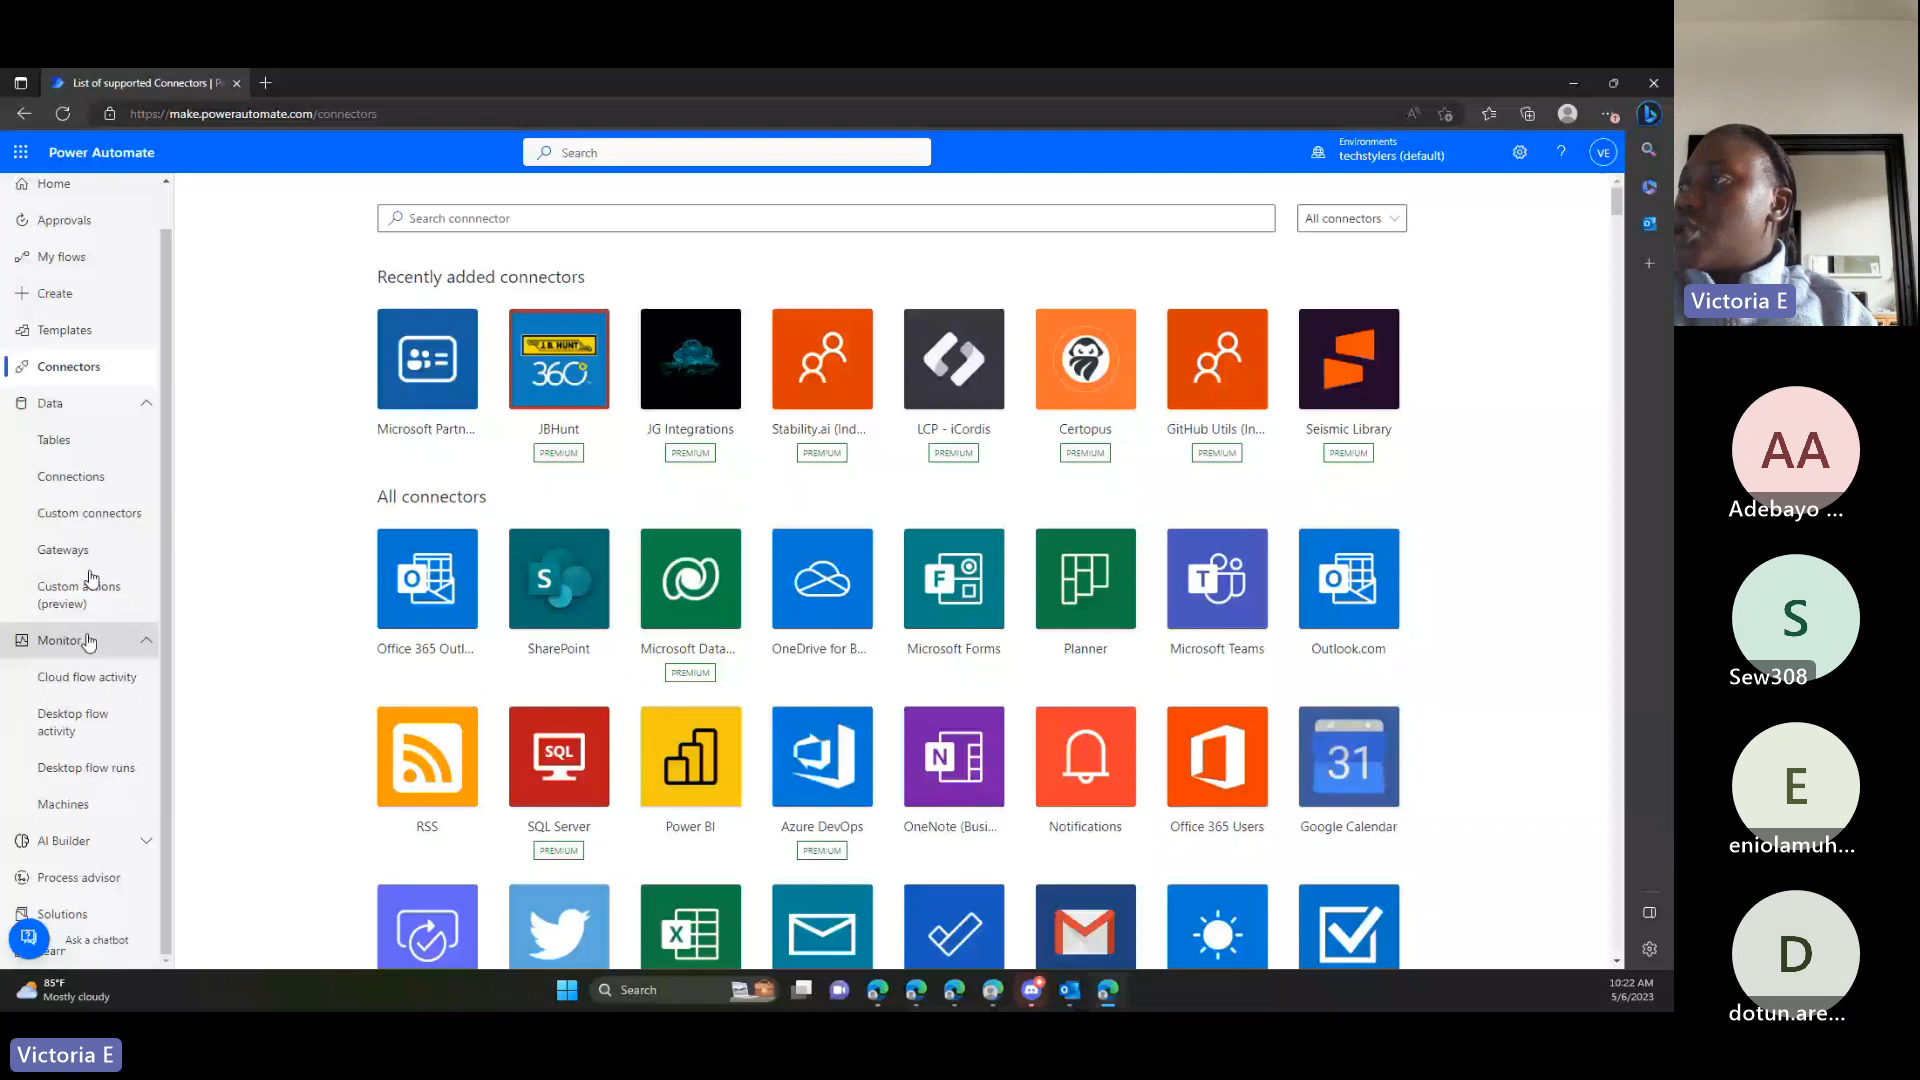 List of supported Connectors | P
https://make.powerautomate.com/connectors
Power Automate
Search
Environments
techstylers (default)
VE
Home
Approvals
My flows
Create
Templates
Connectors
Data
Tables
Connections
Custom connectors
Gateways
Custom actions
(preview)
Monitor
Cloud flow activity
Desktop flow
activity
Desktop flow runs
Machines
AI Builder
Process advisor
Solutions
Ask a chatbot
Search connnector
All connectors
Recently added connectors
J.B. HUNT
360°
Microsoft Partn...
JBHunt
JG Integrations
Stability.ai (Ind...
LCP - iCordis
Certopus
GitHub Utils (In...
Seismic Library
PREMIUM
PREMIUM
PREMIUM
PREMIUM
PREMIUM
PREMIUM
PREMIUM
All connectors
Office 365 Outl...
SharePoint
Microsoft Data...
OneDrive for B...
Microsoft Forms
Planner
Microsoft Teams
Outlook.com
PREMIUM
SQL
31
RSS
SQL Server
Power BI
Azure DevOps
OneNote (Busi...
Notifications
Office 365 Users
Google Calendar
PREMIUM
PREMIUM
85°F
Mostly cloudy
Search
10:22 AM
5/6/2023
Victoria E
Victoria E
AA
Adebayo ...
S
Sew308
E
eniolamuh...
D
dotun.are...